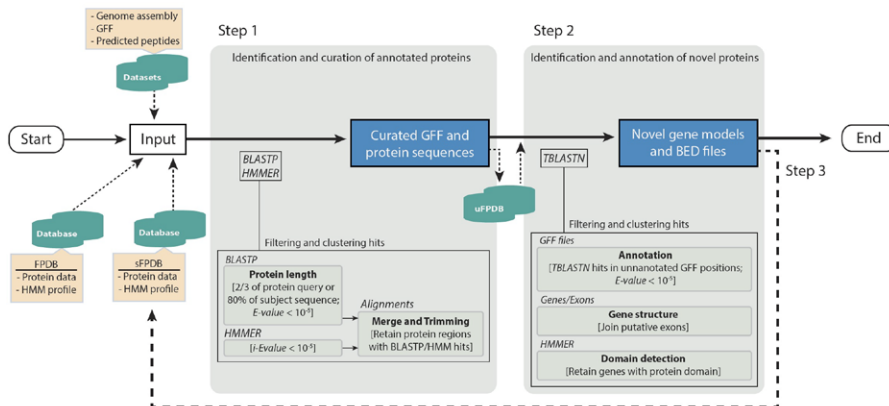 - Genome assembly
- GFF
- Predicted peptides
Datasets
Start
Input
Database
Database
FPDB
- Protein data
- HMM profile
sFPDB
- Protein data
- HMM profile
Step 1
Identification and curation of annotated proteins
BLASTP
HMMER
Curated GFF and
protein sequences
Filtering and clustering hits
BLASTP
Protein length
[2/3 of protein query or
80% of subject sequence;
E-value < 10⁻⁵]
HMMER
[i-Evalue < 10⁻⁵]
Alignments
Merge and Trimming
[Retain protein regions
with BLASTP/HMM hits]
uFPDB
Step 2
Identification and annotation of novel proteins
TBLASTN
Novel gene models
and BED files
Filtering and clustering hits
GFF files
Annotation
[TBLASTN hits in unannotated GFF positions;
E-value < 10⁻⁵]
Genes/Exons
Gene structure
[Join putative exons]
HMMER
Domain detection
[Retain genes with protein domain]
End
Step 3